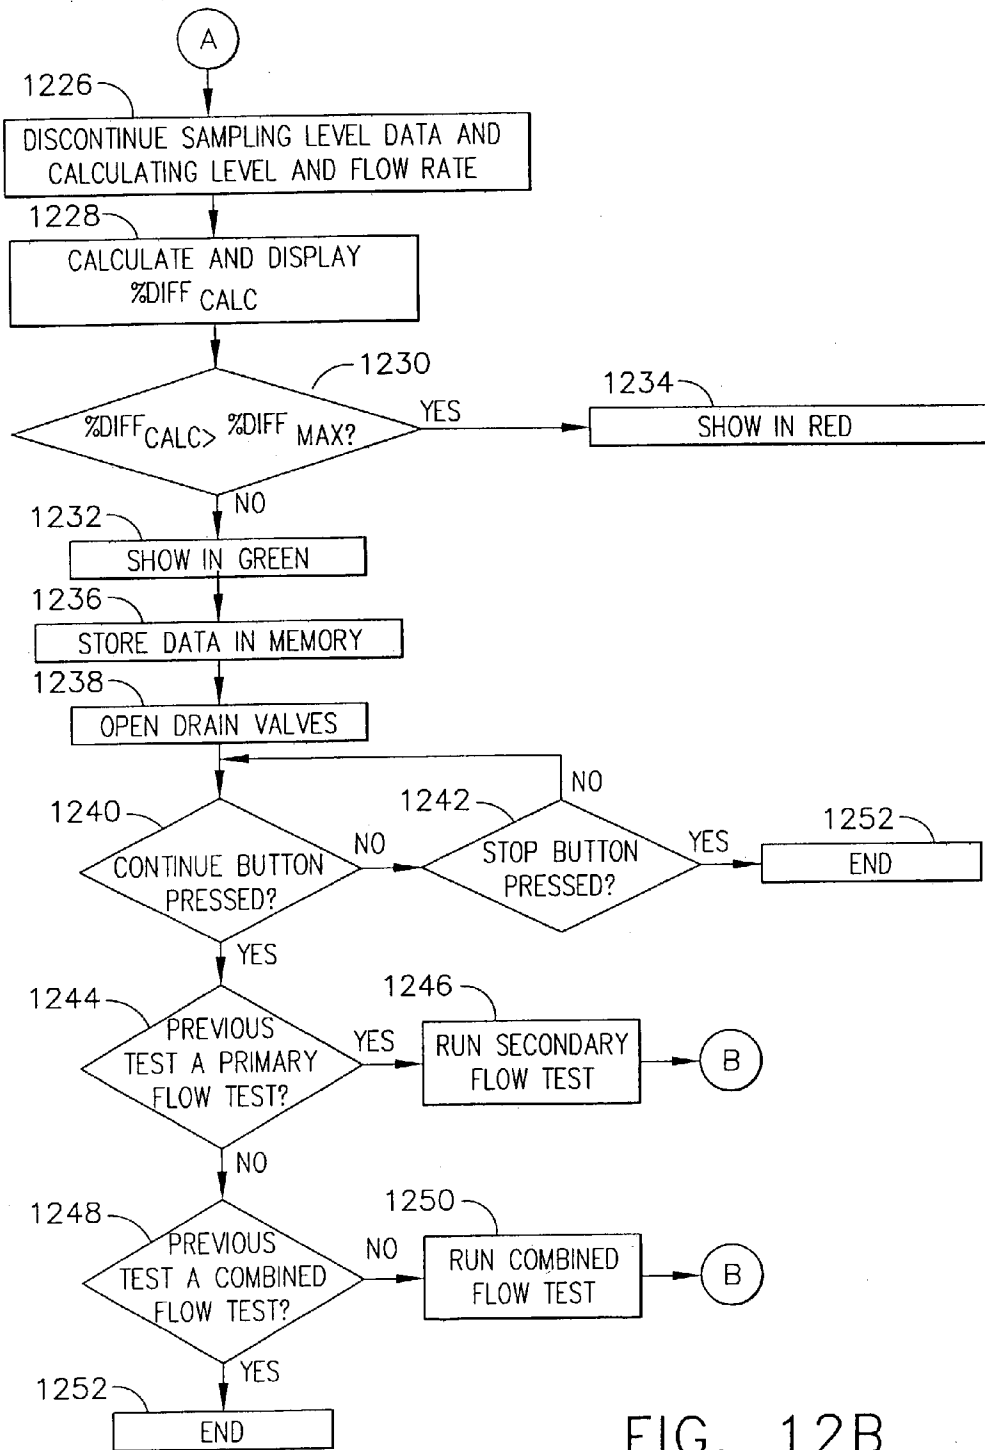 A
1226
DISCONTINUE SAMPLING LEVEL DATA AND
CALCULATING LEVEL AND FLOW RATE
1228
CALCULATE AND DISPLAY
%DIFF CALC
1230
%DIFF CALC > %DIFF MAX?
YES
1234
SHOW IN RED
NO
1232
SHOW IN GREEN
1236
STORE DATA IN MEMORY
1238
OPEN DRAIN VALVES
1240
CONTINUE BUTTON
PRESSED?
NO
1242
STOP BUTTON
PRESSED?
NO
YES
1252
END
YES
1244
PREVIOUS
TEST A PRIMARY
FLOW TEST?
YES
1246
RUN SECONDARY
FLOW TEST
B
NO
1248
PREVIOUS
TEST A COMBINED
FLOW TEST?
NO
1250
RUN COMBINED
FLOW TEST
B
YES
1252
END
FIG. 12B